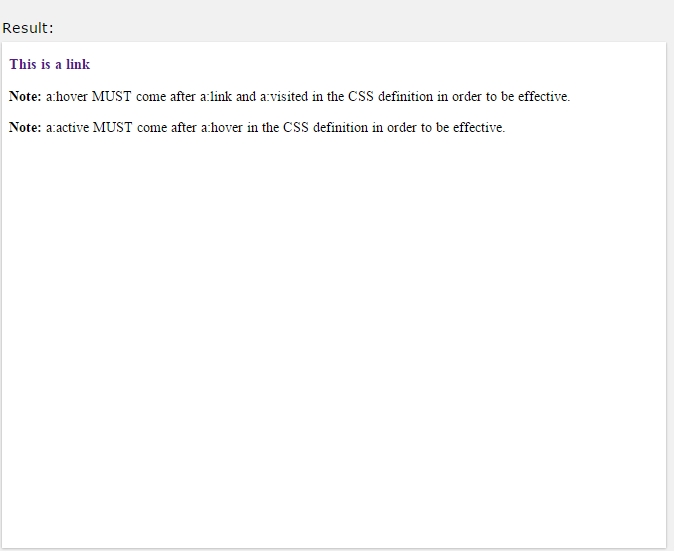 Result:
This is a link
Note: a:hover MUST come after a:link and a:visited in the CSS definition in order to be effective.
Note: a:active MUST come after a:hover in the CSS definition in order to be effective.